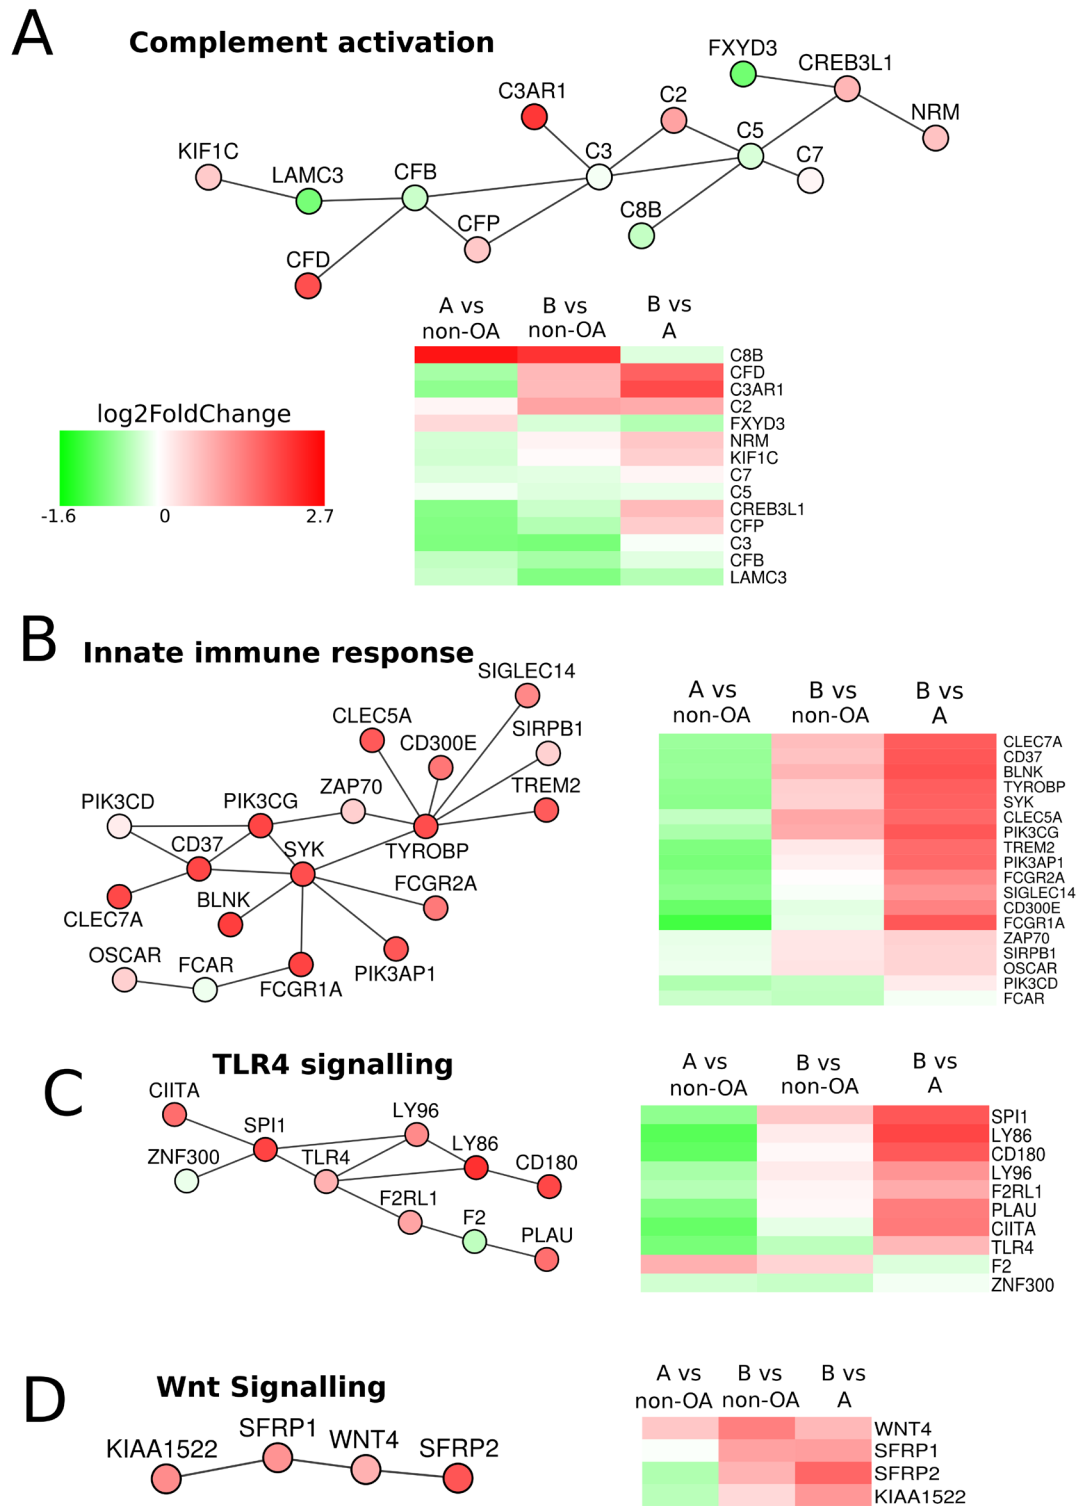 A
Complement activation
FXYD3
CREB3L1
C3AR1
C2
NRM
C5
KIF1C
C3
C7
LAMC3
CFB
C8B
CFP
CFD
A vs non-OA
B vs non-OA
B vs A
C8B
CFD
C3AR1
C2
FXYD3
NRM
KIF1C
C7
C5
CREB3L1
CFP
C3
CFB
LAMC3
log2FoldChange
-1.6 0 2.7
B
Innate immune response
SIGLEC14
CLEC5A
SIRPB1
CD300E
ZAP70
TREM2
PIK3CD
PIK3CG
CD37
SYK
TYROBP
FCGR2A
CLEC7A
BLNK
OSCAR
FCAR
FCGR1A
PIK3AP1
A vs non-OA
B vs non-OA
B vs A
CLEC7A
CD37
BLNK
TYROBP
SYK
CLEC5A
PIK3CG
TREM2
PIK3AP1
FCGR2A
SIGLEC14
CD300E
FCGR1A
ZAP70
SIRPB1
OSCAR
PIK3CD
FCAR
C
TLR4 signalling
CIITA
LY96
SPI1
LY86
ZNF300
TLR4
CD180
F2RL1
F2
PLAU
A vs non-OA
B vs non-OA
B vs A
SPI1
LY86
CD180
LY96
F2RL1
PLAU
CIITA
TLR4
F2
ZNF300
D
Wnt Signalling
KIAA1522
SFRP1
WNT4
SFRP2
A vs non-OA
B vs non-OA
B vs A
WNT4
SFRP1
SFRP2
KIAA1522